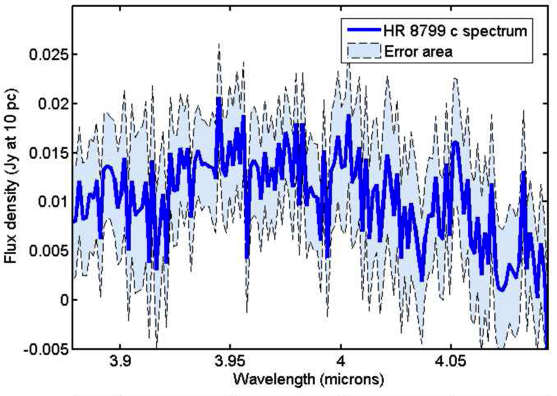 HR 8799 c spectrum
Error area
Flux density (Jy at 10 pc)
0.025
0.02
0.015
0.01
0.005
0
-0.005
3.9 3.95 4 4.05
Wavelength (microns)